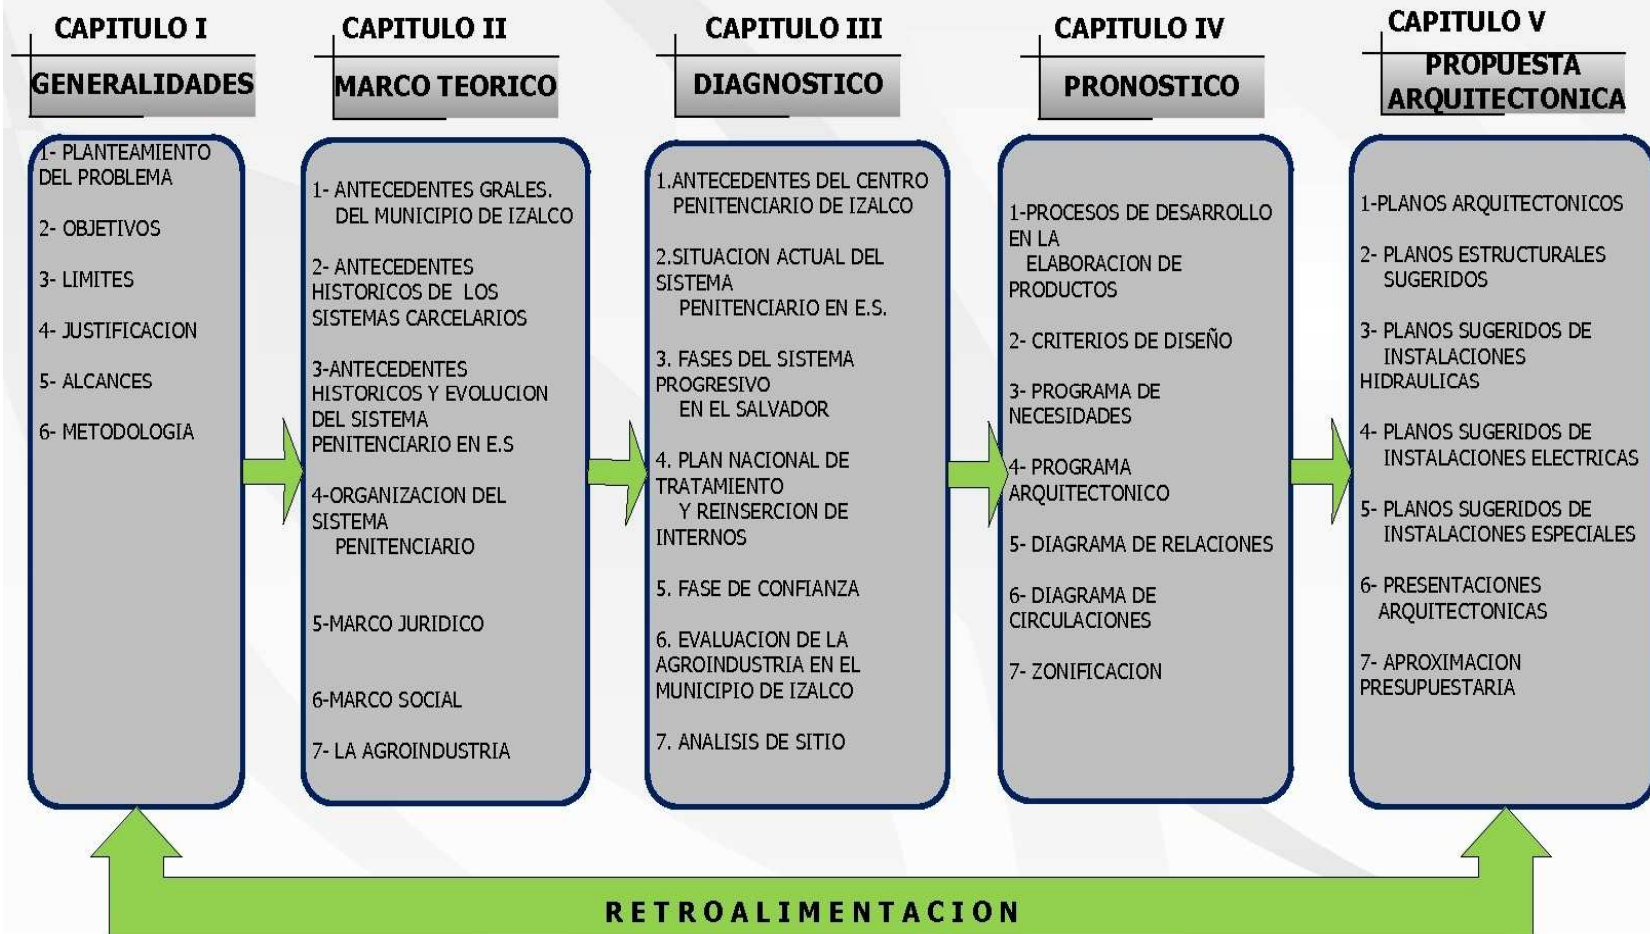 CAPITULO I
GENERALIDADES
1- PLANTEAMIENTO
DEL PROBLEMA
2- OBJETIVOS
3- LIMITES
4- JUSTIFICACION
5- ALCANCES
6- METODOLOGIA
CAPITULO II
MARCO TEORICO
1- ANTECEDENTES GRALES.
DEL MUNICIPIO DE IZALCO
2- ANTECEDENTES
HISTORICOS DE LOS
SISTEMAS CARCELARIOS
3-ANTECEDENTES
HISTORICOS Y EVOLUCION
DEL SISTEMA
PENITENCIARIO EN E.S
4-ORGANIZACION DEL
SISTEMA
PENITENCIARIO
5-MARCO JURIDICO
6-MARCO SOCIAL
7- LA AGROINDUSTRIA
CAPITULO III
DIAGNOSTICO
1.ANTECEDENTES DEL CENTRO
PENITENCIARIO DE IZALCO
2.SITUACION ACTUAL DEL
SISTEMA
PENITENCIARIO EN E.S.
3. FASES DEL SISTEMA
PROGRESIVO
EN EL SALVADOR
4. PLAN NACIONAL DE
TRATAMIENTO
Y REINSERCION DE
INTERNOS
5. FASE DE CONFIANZA
6. EVALUACION DE LA
AGROINDUSTRIA EN EL
MUNICIPIO DE IZALCO
7. ANALISIS DE SITIO
CAPITULO IV
PRONOSTICO
1-PROCESOS DE DESARROLLO
EN LA
ELABORACION DE
PRODUCTOS
2- CRITERIOS DE DISEÑO
3- PROGRAMA DE
NECESIDADES
4- PROGRAMA
ARQUITECTONICO
5- DIAGRAMA DE RELACIONES
6- DIAGRAMA DE
CIRCULACIONES
7- ZONIFICACION
CAPITULO V
PROPUESTA
ARQUITECTONICA
1-PLANOS ARQUITECTONICOS
2- PLANOS ESTRUCTURALES
SUGERIDOS
3- PLANOS SUGERIDOS DE
INSTALACIONES
HIDRAULICAS
4- PLANOS SUGERIDOS DE
INSTALACIONES ELECTRICAS
5- PLANOS SUGERIDOS DE
INSTALACIONES ESPECIALES
6- PRESENTACIONES
ARQUITECTONICAS
7- APROXIMACION
PRESUPUESTARIA
RETROALIMENTACION